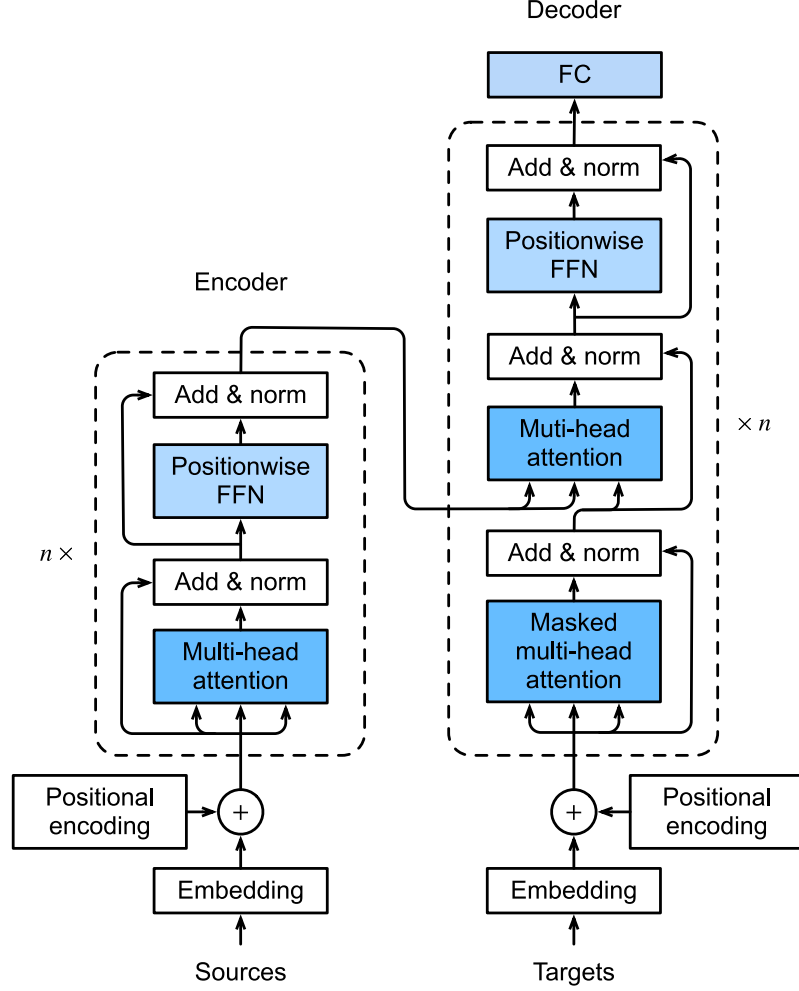 Decoder
FC
Add & norm
Positionwise
FFN
Add & norm
Muti-head
attention
× n
Add & norm
Masked
multi-head
attention
Positional
encoding
+
Embedding
Targets
Encoder
Add & norm
Positionwise
FFN
n ×
Add & norm
Multi-head
attention
Positional
encoding
+
Embedding
Sources